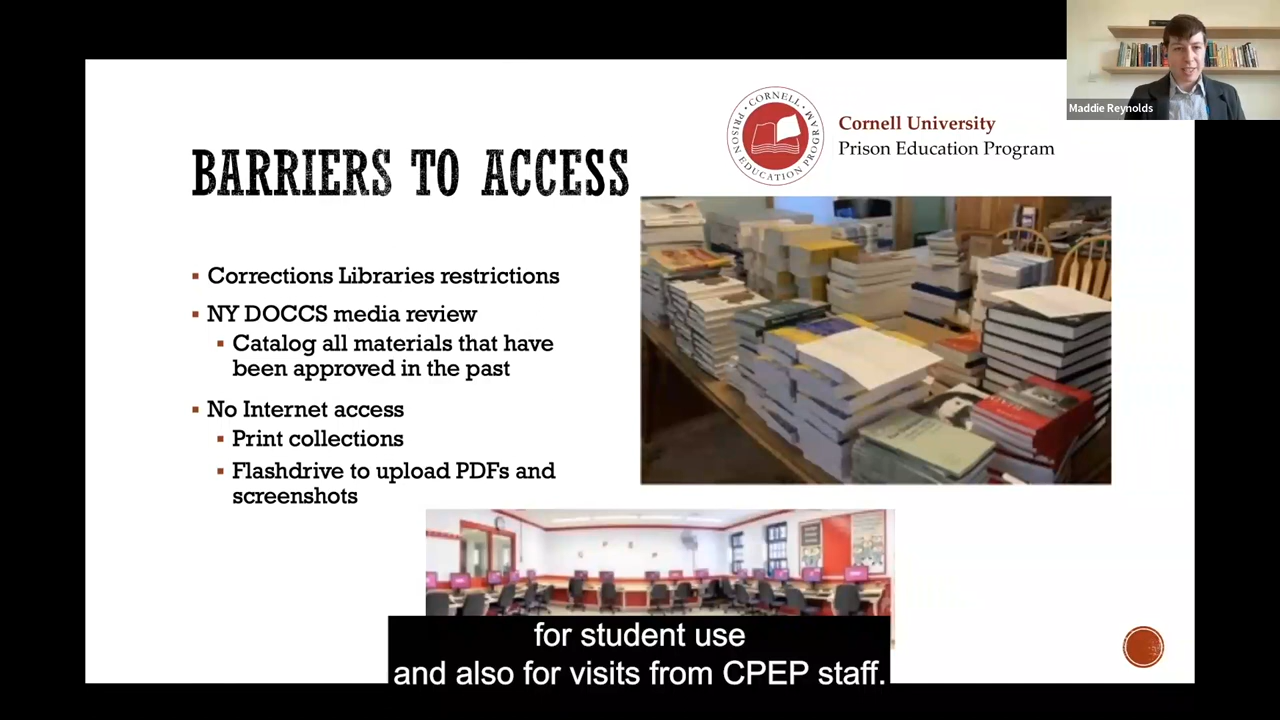 Maddie Reynolds
CORNELL
PRISON EDUCATION PROGRAM
Cornell University
Prison Education Program
BARRIERS TO ACCESS
▪ Corrections Libraries restrictions
▪ NY DOCCS media review
▪ Catalog all materials that have
been approved in the past
▪ No Internet access
▪ Print collections
▪ Flashdrive to upload PDFs and
screenshots
for student use
and also for visits from CPEP staff.